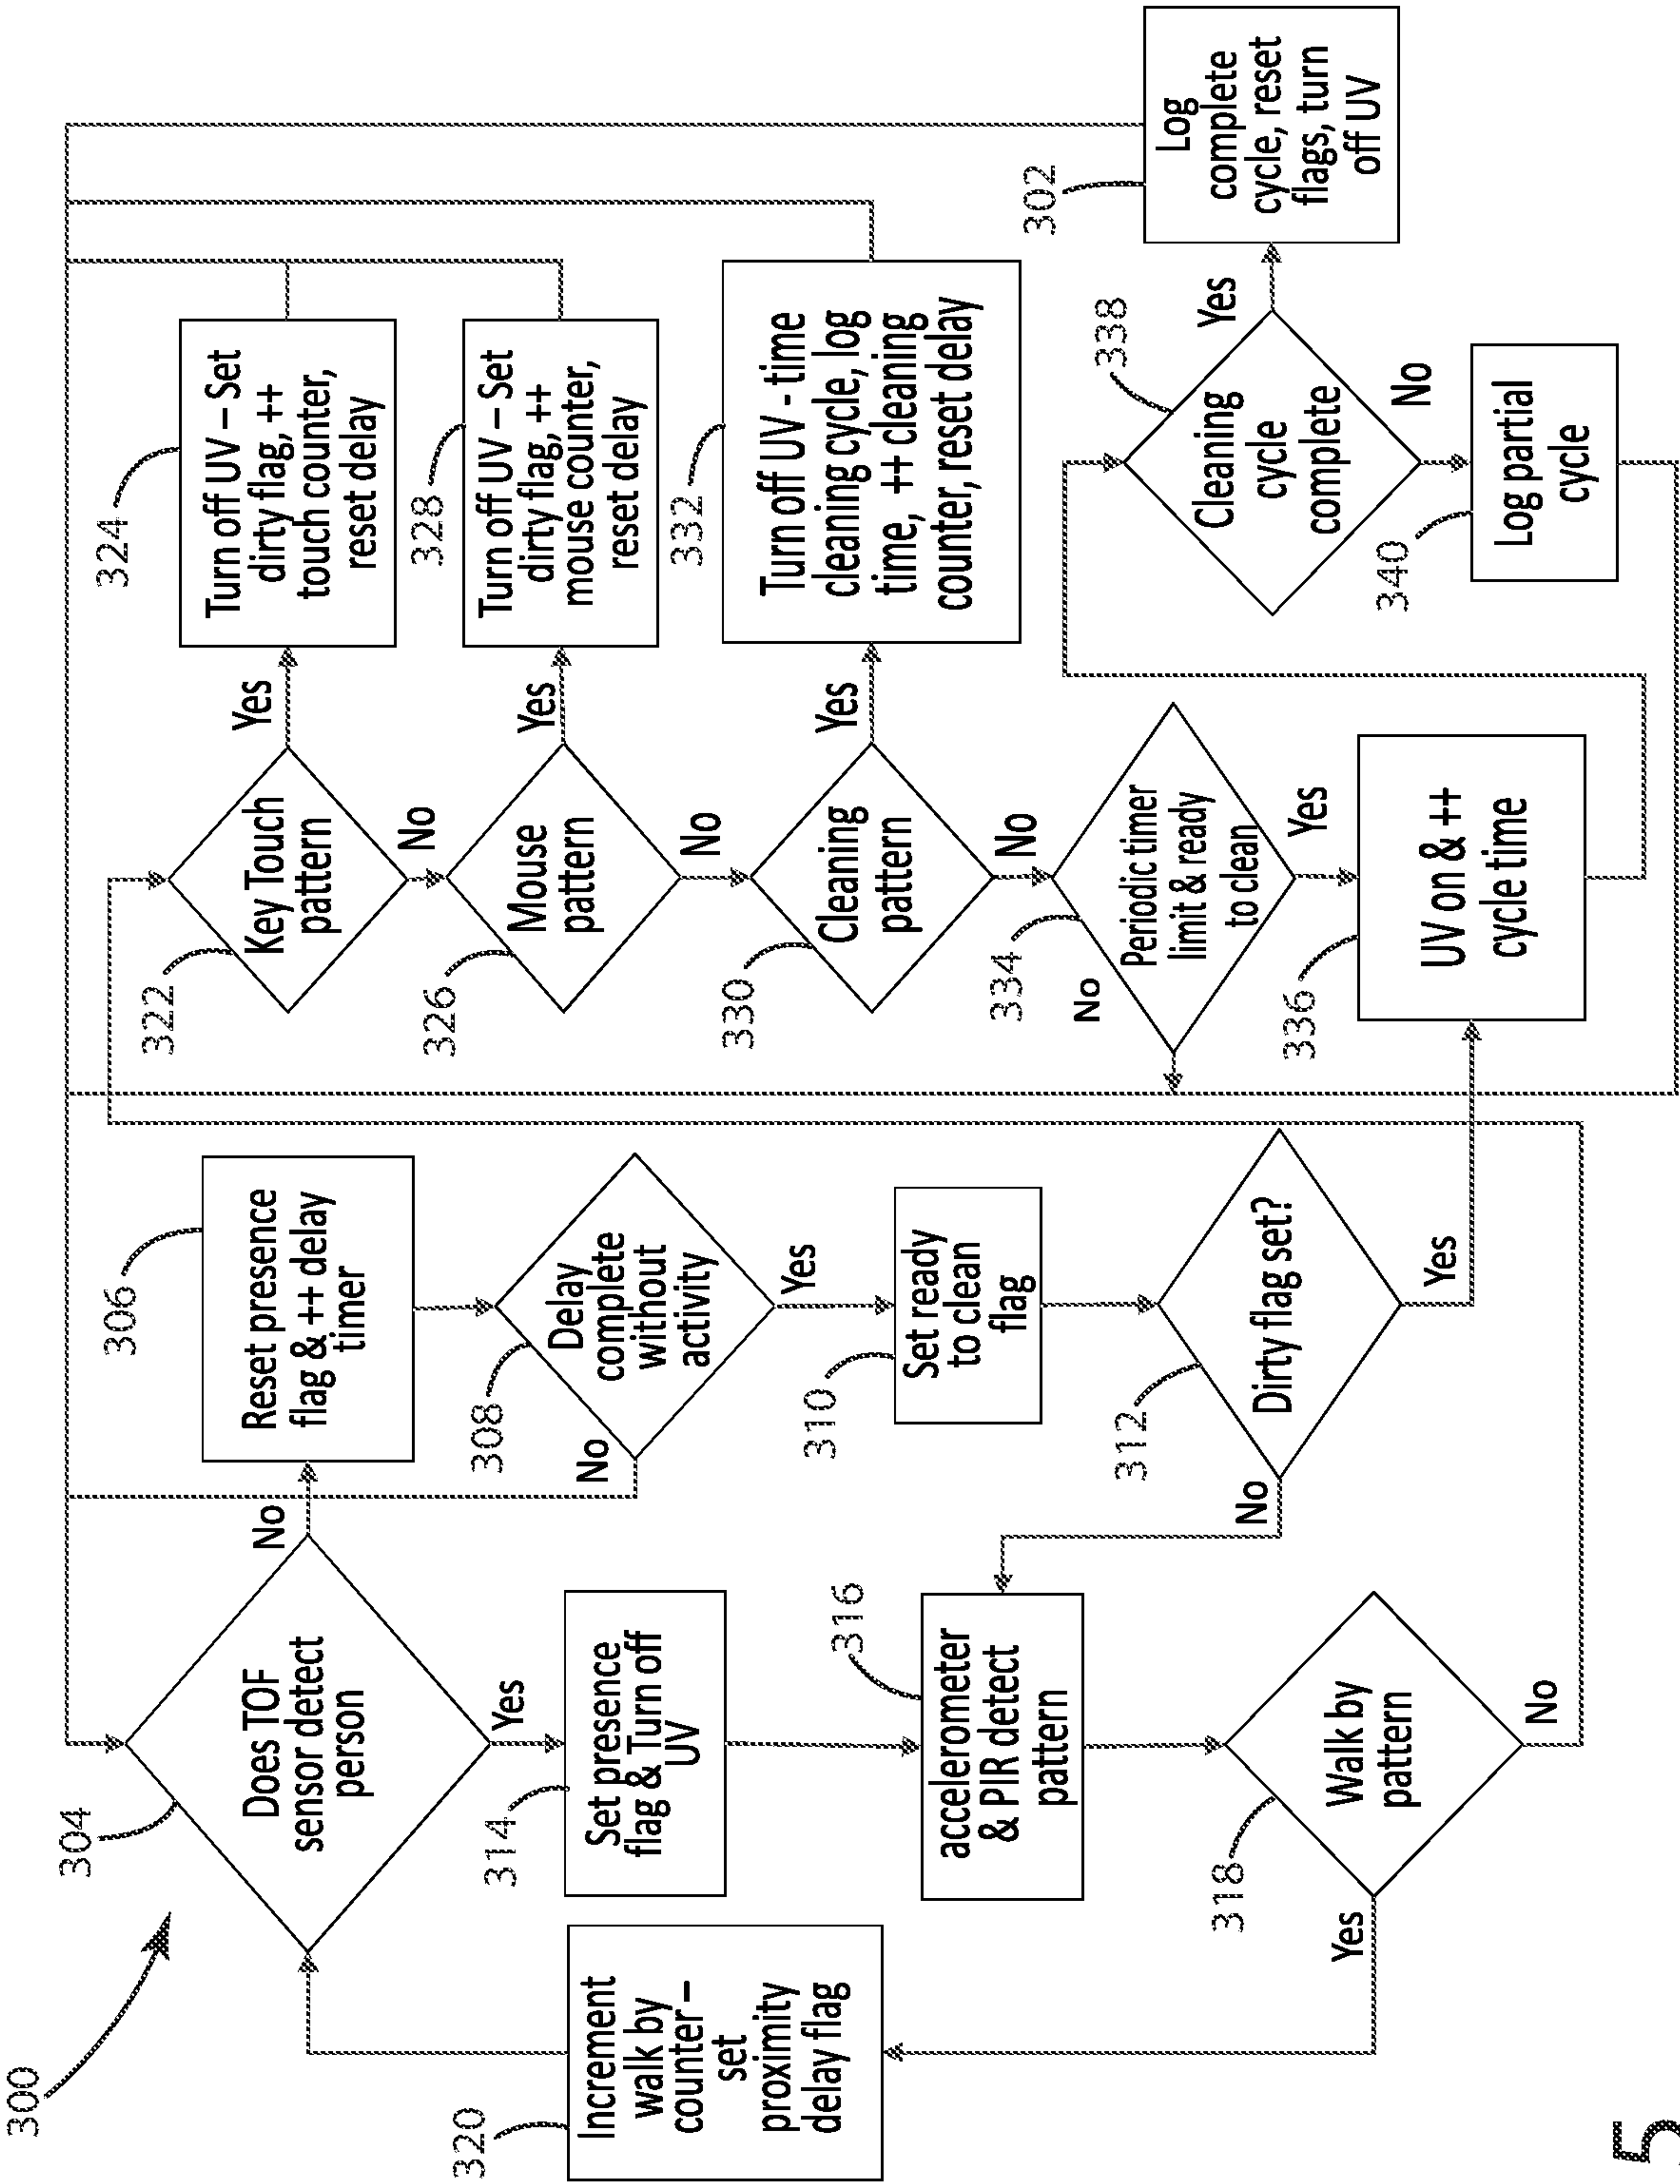 300
304
Does TOF
sensor detect
person
No
Yes
306
Reset presence
flag & ++ delay
timer
308
Delay
complete
without
activity
No
Yes
310
Set ready
to clean
flag
312
Dirty flag set?
No
Yes
314
Set presence
flag & Turn off
UV
316
accelerometer
& PIR detect
pattern
318
Walk by
pattern
Yes
No
320
Increment
walk by
counter –
set
proximity
delay flag
322
Key Touch
pattern
Yes
No
324
Turn off UV – Set
dirty flag, ++
touch counter,
reset delay
326
Mouse
pattern
Yes
No
328
Turn off UV – Set
dirty flag, ++
mouse counter,
reset delay
330
Cleaning
pattern
Yes
No
332
Turn off UV - time
cleaning cycle, log
time, ++ cleaning
counter, reset delay
334
Periodic timer
limit & ready
to clean
No
Yes
336
UV on & ++
cycle time
338
Cleaning
cycle
complete
Yes
No
340
Log partial
cycle
302
Log
complete
cycle, reset
flags, turn
off UV
5